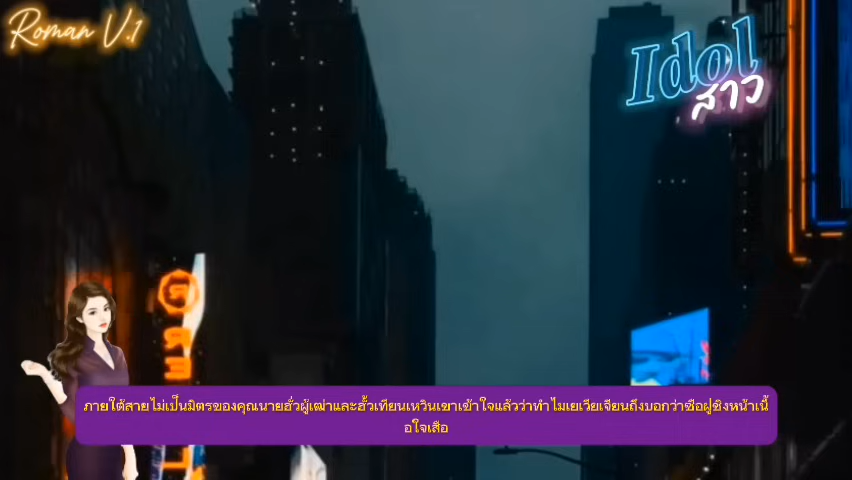 Roman V.1
Idol
สาว
ภายใต้สายไม่เป็นมิตรของคุณนายฮั่วผู้เฒ่าและฮั้วเทียนเหวินเขาเข้าใจแล้วว่าทำไมเยเวียเจียนถึงบอกว่าซือฝูชิงหน้าเนื้
อใจเสือ